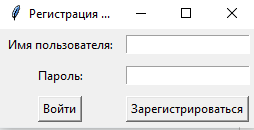 Регистрация ...
Имя пользователя:
Пароль:
Войти
Зарегистрироваться